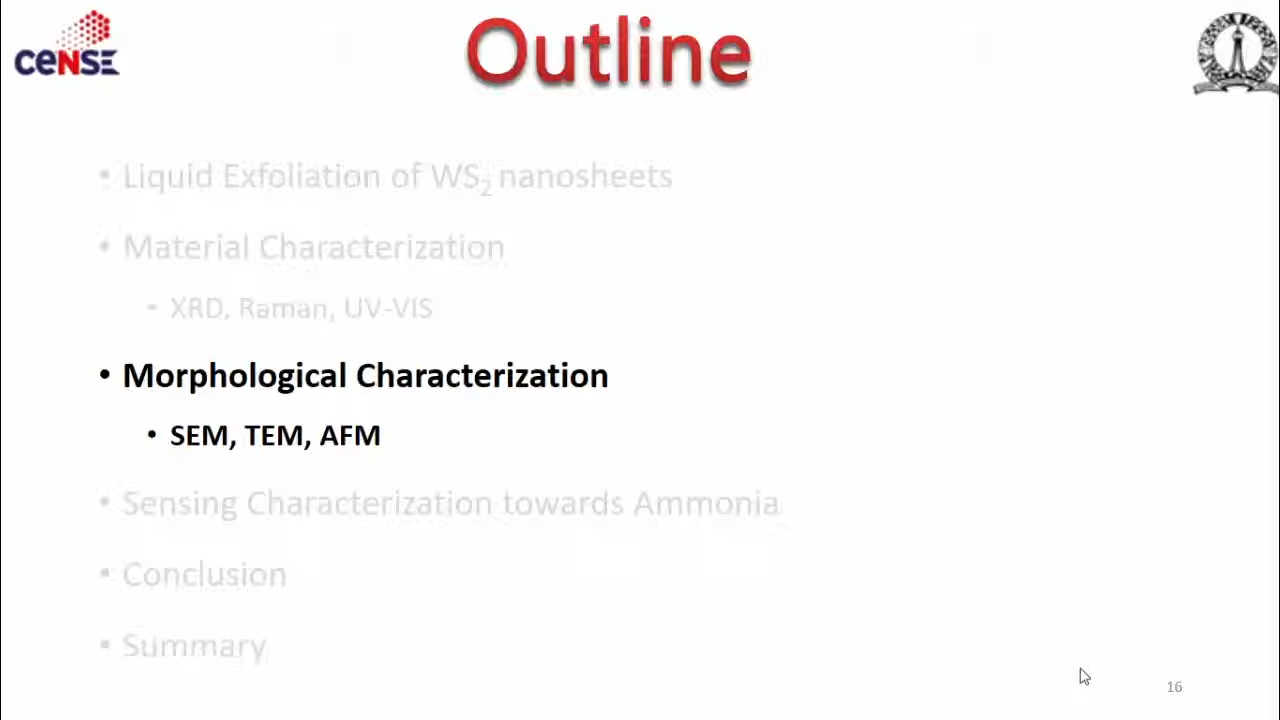 CeNSE
Outline
• Liquid Exfoliation of WS₂ nanosheets
• Material Characterization
• XRD, Raman, UV-VIS
• Morphological Characterization
• SEM, TEM, AFM
• Sensing Characterization towards Ammonia
• Conclusion
• Summary
16